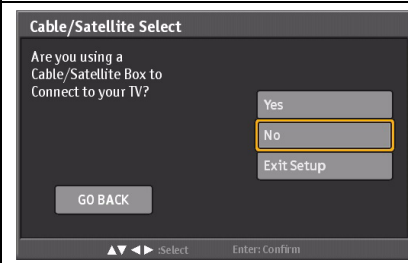 Cable/Satellite Select
Are you using a
Cable/Satellite Box to
Connect to your TV?
Yes
No
Exit Setup
GO BACK
▲▼ ◀ ▶ :Select Enter: Confirm